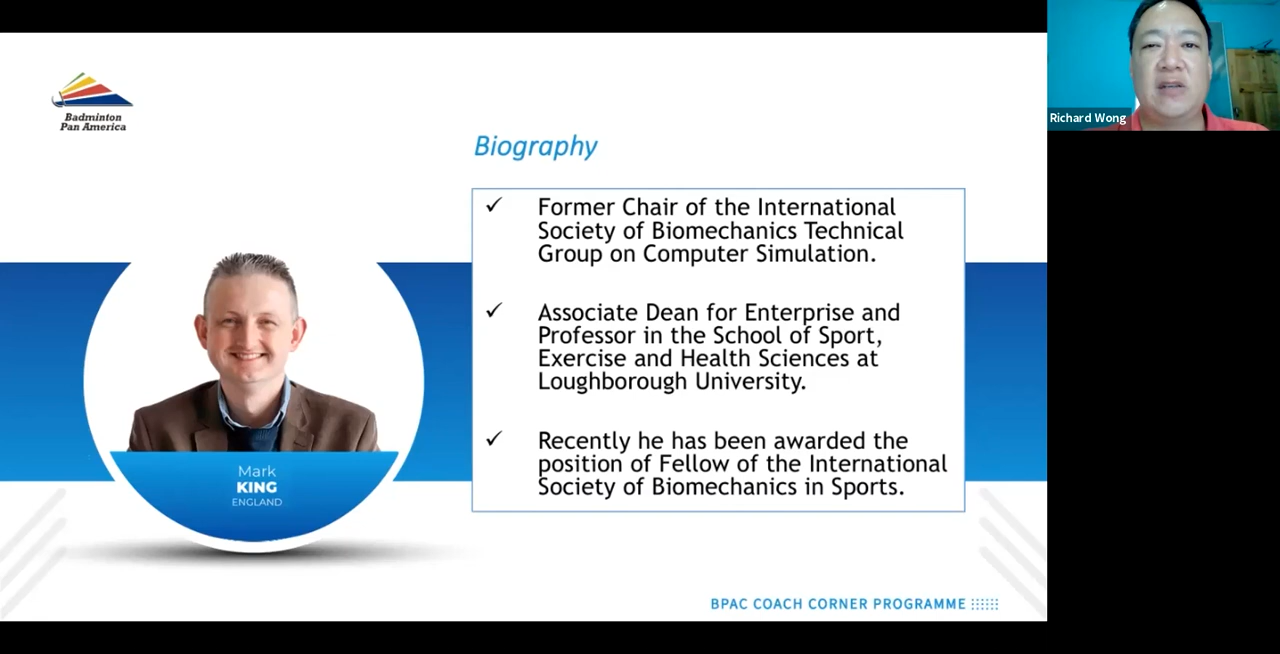 Badminton
Pan America
Biography
✓ Former Chair of the International
Society of Biomechanics Technical
Group on Computer Simulation.
✓ Associate Dean for Enterprise and
Professor in the School of Sport,
Exercise and Health Sciences at
Loughborough University.
✓ Recently he has been awarded the
position of Fellow of the International
Society of Biomechanics in Sports.
Mark
KING
ENGLAND
BPAC COACH CORNER PROGRAMME
Richard Wong